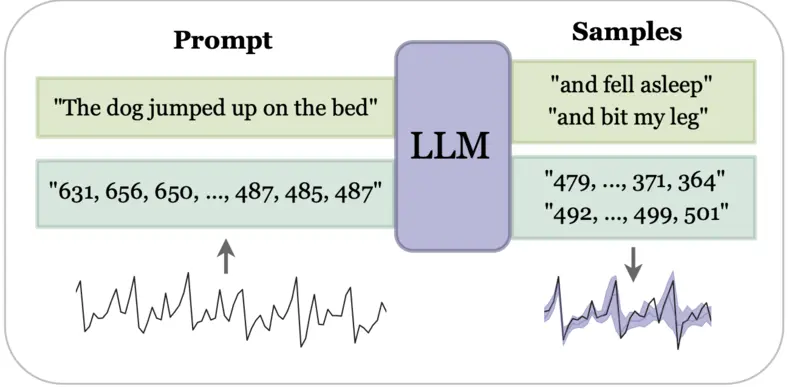 Prompt
Samples
"The dog jumped up on the bed"
LLM
"and fell asleep"
"and bit my leg"
"631, 656, 650, ..., 487, 485, 487"
"479, ..., 371, 364"
"492, ..., 499, 501"